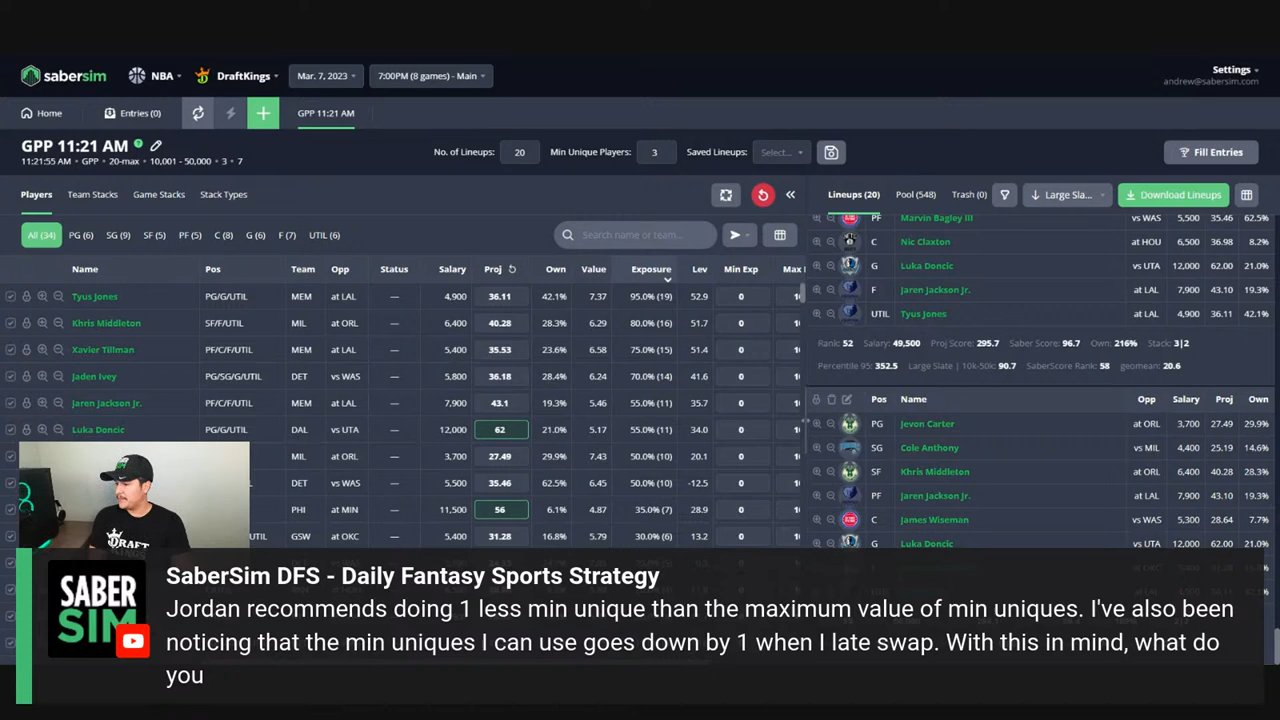 sabersim NBA DraftKings Mar. 7, 2023 7:00PM (8 games) - Main Settings
andrew@sabersim.com
Home Entries (0) + GPP 11:21 AM
GPP 11:21 AM
11:21:55 AM • GPP • 20-max • 10,001 - 50,000 • 3 • 7
No. of Lineups: 20 Min Unique Players: 3 Saved Lineups: Select... Fill Entries
Players Team Stacks Game Stacks Stack Types
Lineups (20) Pool (548) Trash (0) Large Sla... Download Lineups
All (34) PG (6) SG (9) SF (5) PF (5) C (8) G (6) F (7) UTIL (6) Search name or team...
Name Pos Team Opp Status Salary Proj Own Value Exposure Lev Min Exp Max
Tyus Jones PG/G/UTIL MEM at LAL — 4,900 36.11 42.1% 7.37 95.0% (19) 52.9 0
Khris Middleton SF/F/UTIL MIL at ORL — 6,400 40.28 28.3% 6.29 80.0% (16) 51.7 0
Xavier Tillman PF/C/F/UTIL MEM at LAL — 5,400 35.53 23.6% 6.58 75.0% (15) 51.4 0
Jaden Ivey PG/SG/G/UTIL DET vs WAS — 5,800 36.18 28.4% 6.24 70.0% (14) 41.6 0
Jaren Jackson Jr. PF/C/F/UTIL MEM at LAL — 7,900 43.1 19.3% 5.46 55.0% (11) 35.7 0
Luka Doncic PG/G/UTIL DAL vs UTA — 12,000 62 21.0% 5.17 55.0% (11) 34.0 0
MIL at ORL — 3,700 27.49 29.9% 7.43 50.0% (10) 20.1 0
DET vs WAS — 5,500 35.46 62.5% 6.45 50.0% (10) -12.5 0
PHI at MIN — 11,500 56 6.1% 4.87 35.0% (7) 28.9 0
UTIL GSW at OKC — 5,400 31.28 16.8% 5.79 30.0% (6) 13.2 0
PF Marvin Bagley III vs WAS 5,500 35.46 62.5%
C Nic Claxton at HOU 6,500 36.98 8.2%
G Luka Doncic vs UTA 12,000 62.00 21.0%
F Jaren Jackson Jr. at LAL 7,900 43.10 19.3%
UTIL Tyus Jones at LAL 4,900 36.11 42.1%
Rank: 52 Salary: 49,500 Proj Score: 295.7 Saber Score: 96.7 Own: 216% Stack: 3|2
Percentile 95: 352.5 Large Slate | 10k-50k: 90.7 SaberScore Rank: 58 geomean: 20.6
Pos Name Opp Salary Proj Own
PG Jevon Carter at ORL 3,700 27.49 29.9%
SG Cole Anthony vs MIL 4,400 25.19 14.6%
SF Khris Middleton at ORL 6,400 40.28 28.3%
PF Jaren Jackson Jr. at LAL 7,900 43.10 19.3%
C James Wiseman vs WAS 5,300 28.64 7.7%
G Luka Doncic vs UTA 12,000 62.00 21.0%
DRAFT
SABER
SIM
SaberSim DFS - Daily Fantasy Sports Strategy
Jordan recommends doing 1 less min unique than the maximum value of min uniques. I've also been
noticing that the min uniques I can use goes down by 1 when I late swap. With this in mind, what do
you